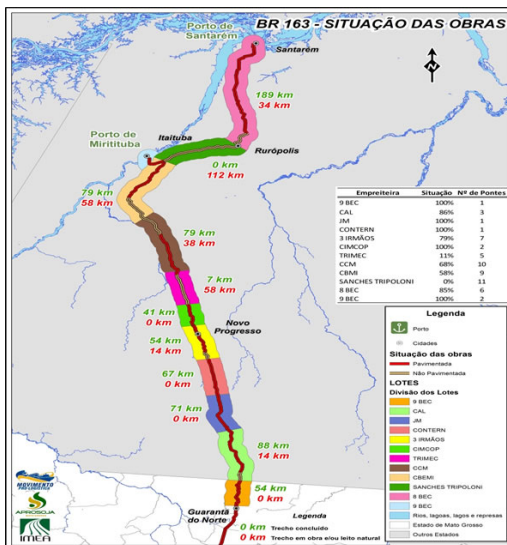 BR 163 - SITUAÇÃO DAS OBRAS
Porto de
Santarém
Santarém
189 km
34 km
Porto de
Miritituba
Itaituba
Rurópolis
0 km
112 km
79 km
58 km
79 km
38 km
7 km
58 km
41 km
0 km
Novo
Progresso
54 km
14 km
67 km
0 km
71 km
0 km
88 km
14 km
54 km
0 km
Guarantã
do Norte
Empreiteira Situação Nº de Pontes
9 BEC 100% 1
CAL 86% 3
JM 100% 1
CONTERN 100% 1
3 IRMÃOS 79% 7
CIMCOP 100% 2
TRIMEC 11% 5
CCM 68% 10
CBMI 58% 9
SANCHES TRIPOLONI 0% 11
8 BEC 85% 6
9 BEC 100% 2
Legenda
Porto
Cidades
Situação das obras
Pavimentada
Não Pavimentada
LOTES
Divisão dos Lotes
9 BEC
CAL
JM
CONTERN
3 IRMÃOS
CIMCOP
TRIMEC
CCM
CBEMI
SANCHES TRIPOLONI
8 BEC
9 BEC
Rios, lagoas, lagos e represas
Estado de Mato Grosso
Outros Estados
Legenda
0 km Trecho concluído
0 km Trecho em obra e/ou leito natural
MOVIMENTO
PRÓ-LOGÍSTICA
APROSOJA
IMEA